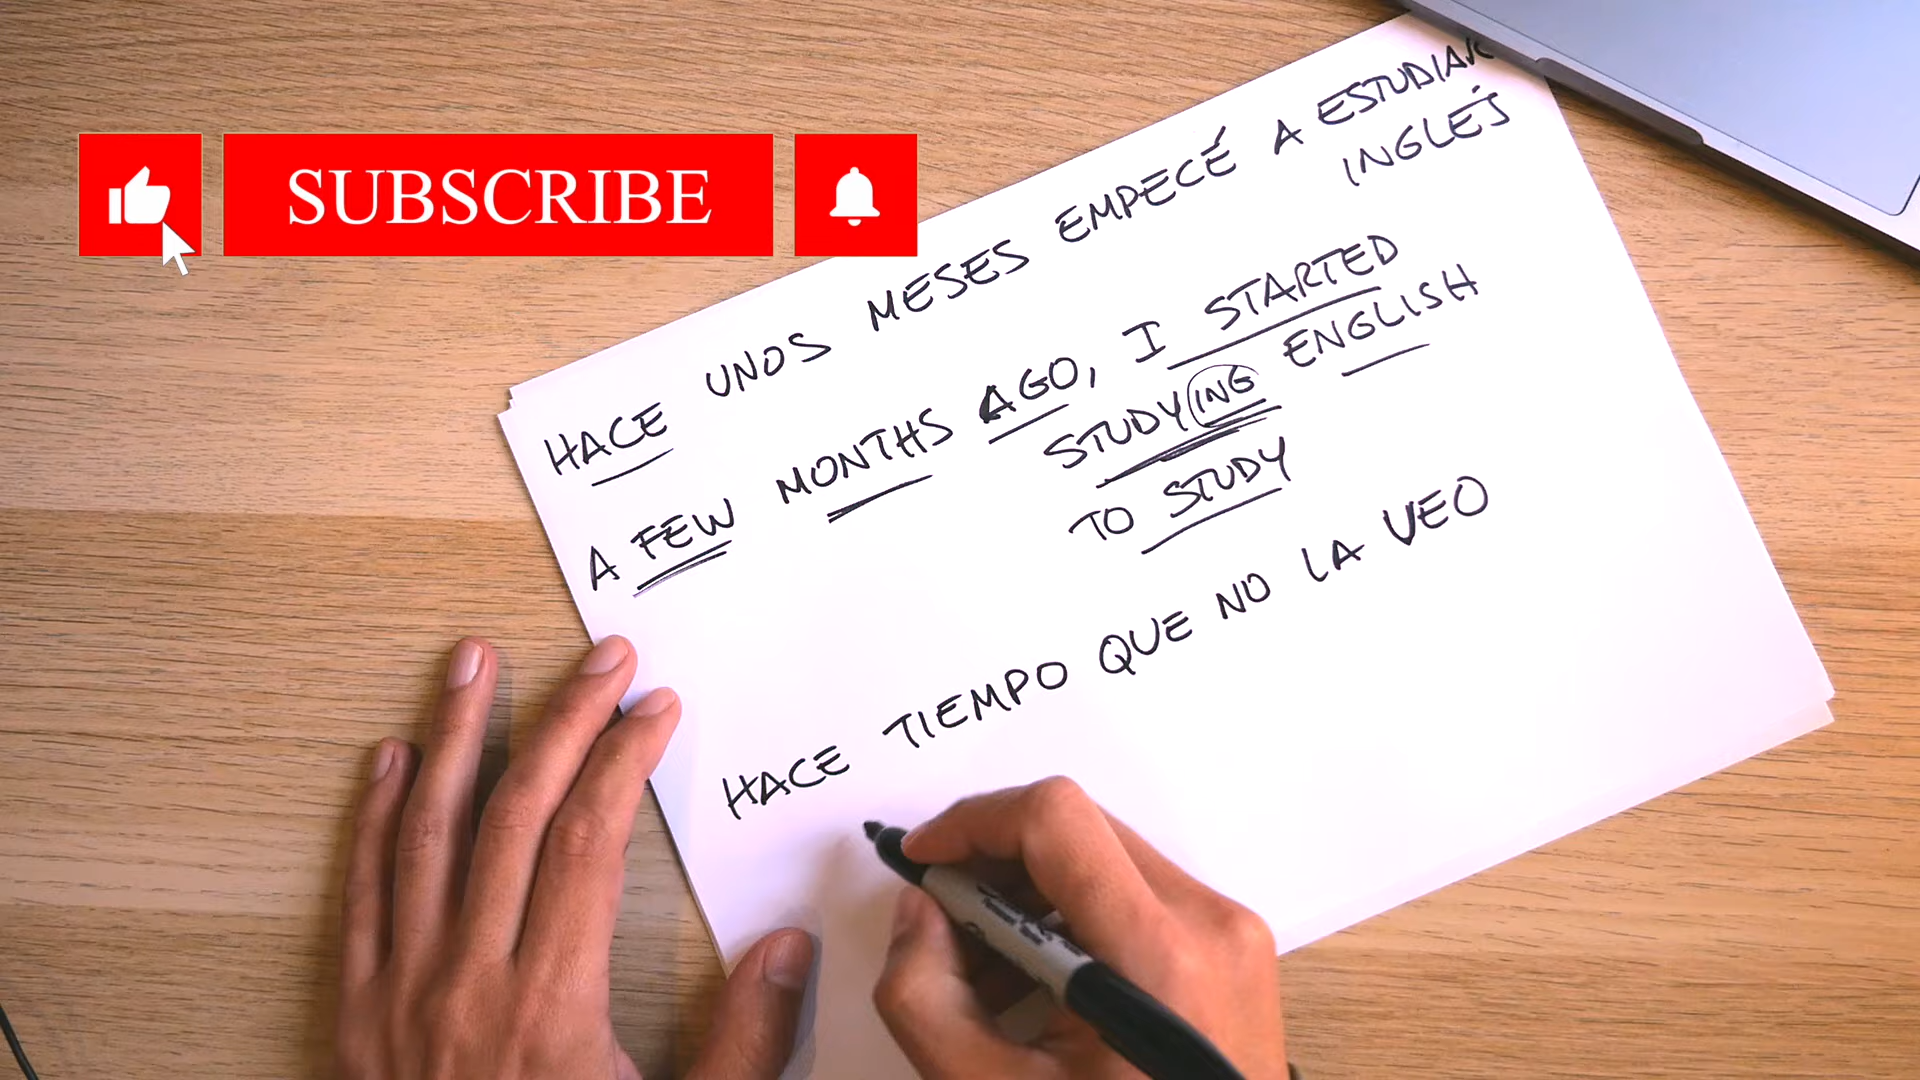 SUBSCRIBE
HACE UNOS MESES EMPECÉ A ESTUDIAR
INGLÉS
A FEW MONTHS AGO, I STARTED
STUDYING ENGLISH
TO STUDY
HACE TIEMPO QUE NO LA VEO